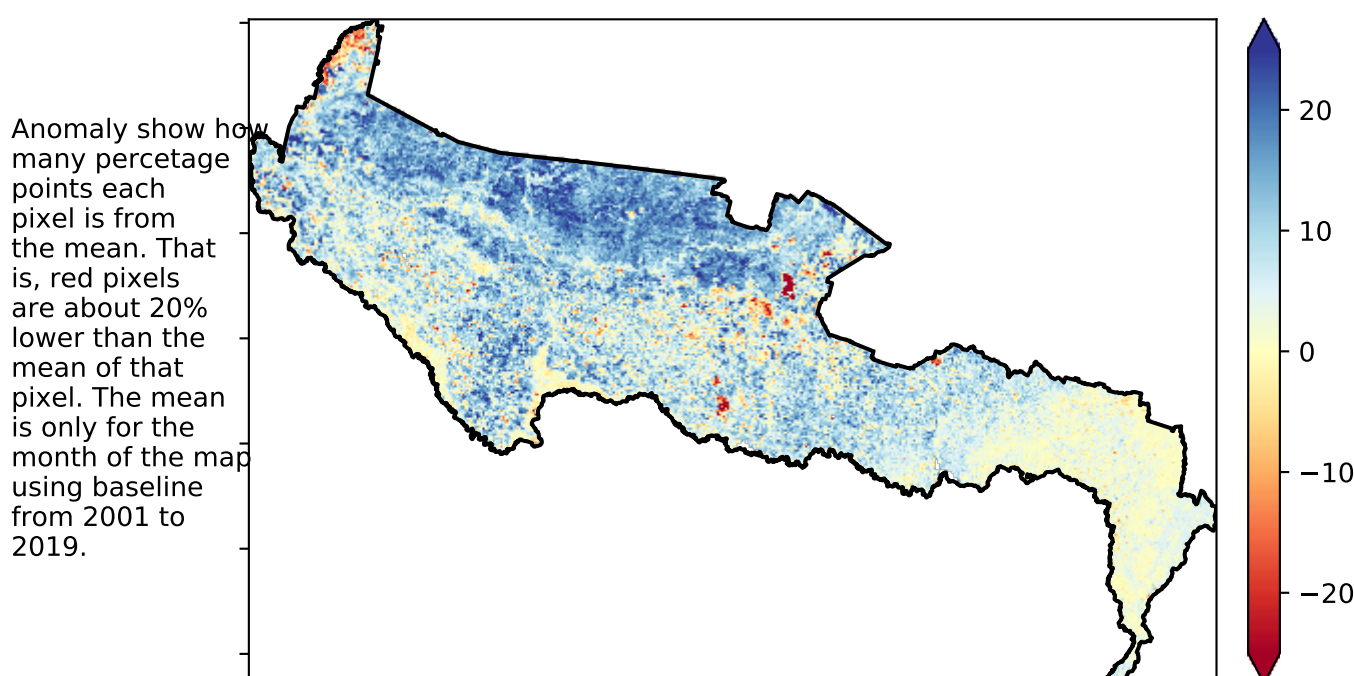 Anomaly show how
many percetage
points each
pixel is from
the mean. That
is, red pixels
are about 20%
lower than the
mean of that
pixel. The mean
is only for the
month of the map
using baseline
from 2001 to
2019.
20
10
0
−10
−20